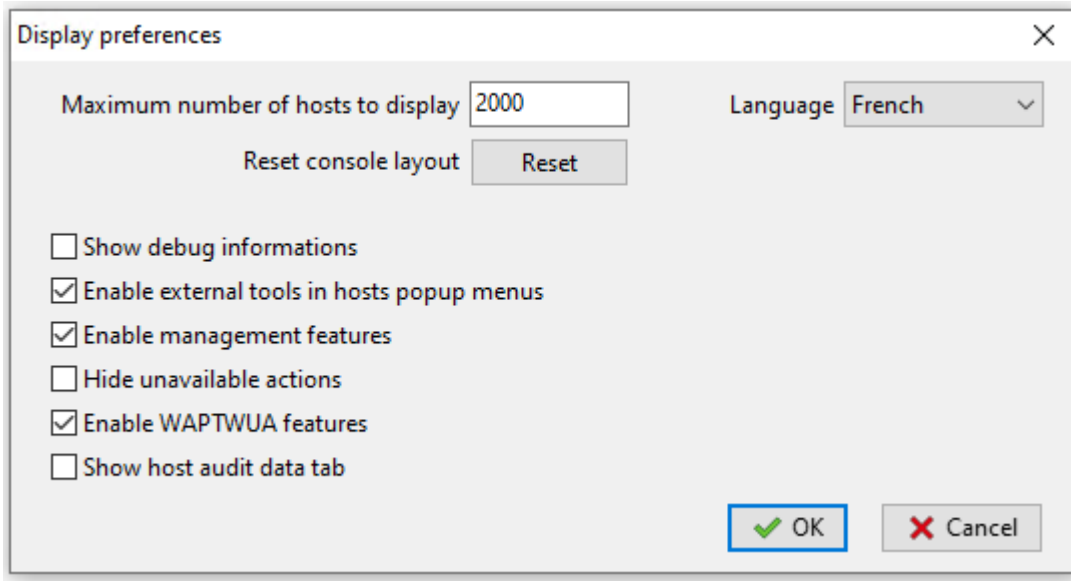 Display preferences
Maximum number of hosts to display 2000 Language French
Reset console layout Reset
Show debug informations
Enable external tools in hosts popup menus
Enable management features
Hide unavailable actions
Enable WAPTWUA features
Show host audit data tab
OK Cancel